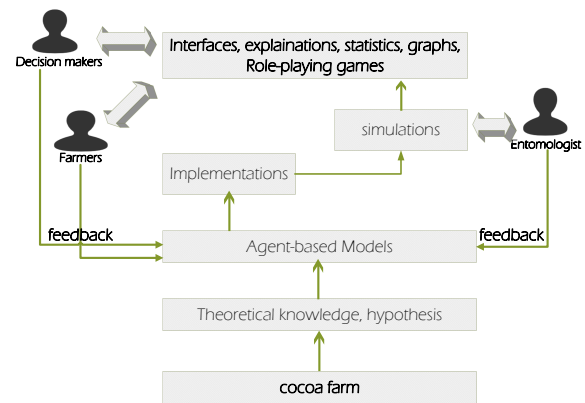 Interfaces, explainations, statistics, graphs,
Role-playing games
Decision makers
simulations
Entomologist
Farmers
Implementations
feedback
feedback
Agent-based Models
Theoretical knowledge, hypothesis
cocoa farm